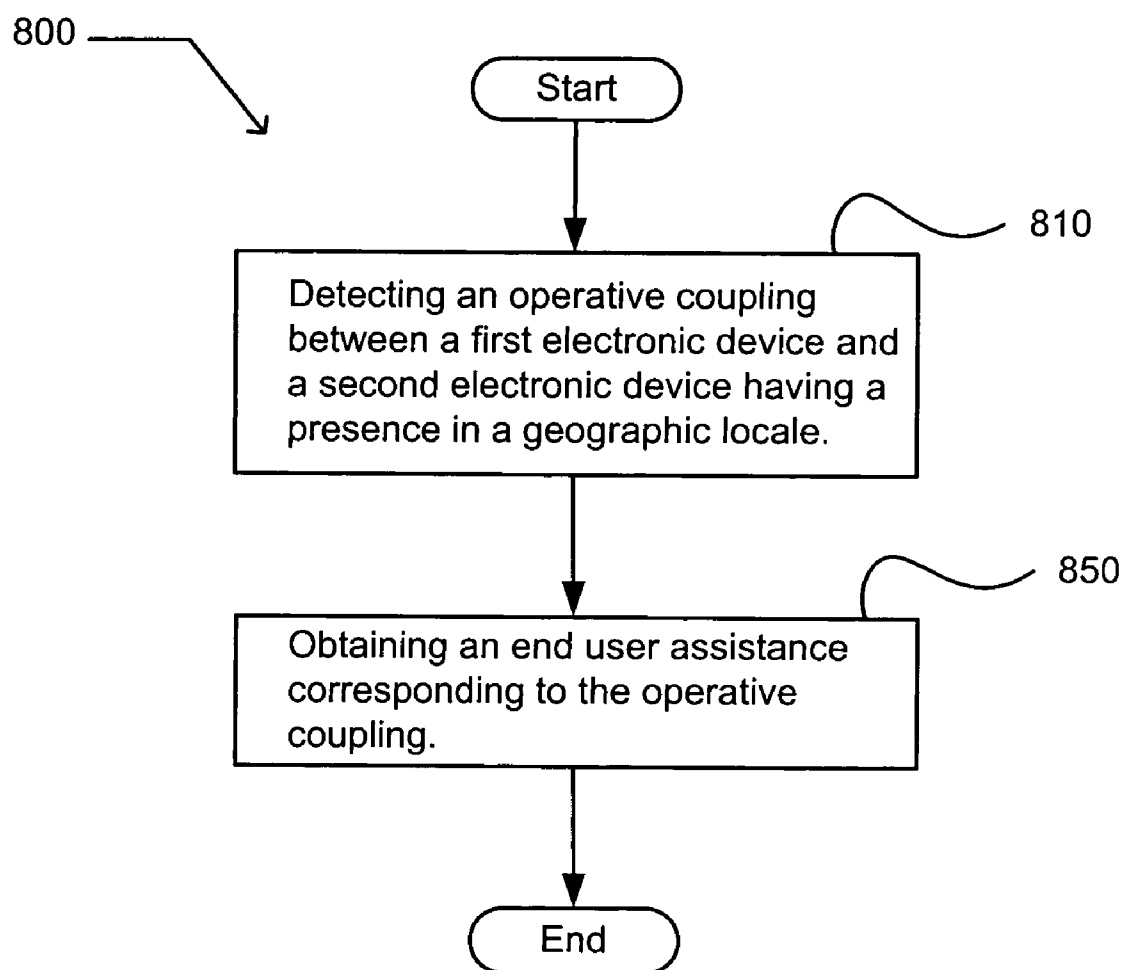 800
Start
810
Detecting an operative coupling
between a first electronic device and
a second electronic device having a
presence in a geographic locale.
850
Obtaining an end user assistance
corresponding to the operative
coupling.
End